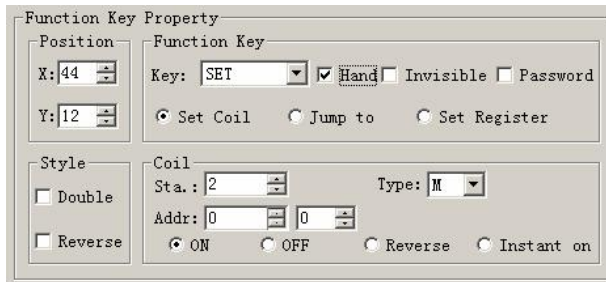 Function Key Property
Position
X: 44
Y: 12
Function Key
Key: SET Hand Invisible Password
Set Coil Jump to Set Register
Style
Double
Reverse
Coil
Sta.: 2 Type: M
Addr: 0 0
ON OFF Reverse Instant on